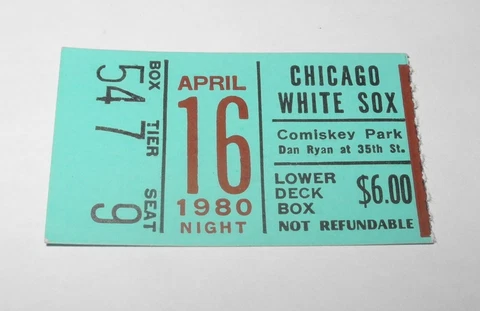 BOX TIER SEAT
54 7 9
APRIL
16
1980
NIGHT
CHICAGO
WHITE SOX
Comiskey Park
Dan Ryan at 35th St.
LOWER
DECK
BOX
$6.00
NOT REFUNDABLE